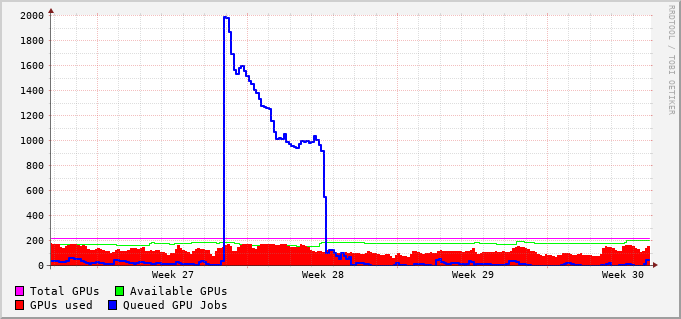 2000
1800
1600
1400
1200
1000
800
600
400
200
0
Week 27 Week 28 Week 29 Week 30
Total GPUs Available GPUs
GPUs used Queued GPU Jobs
RRDTOOL / TOBI OETIKER